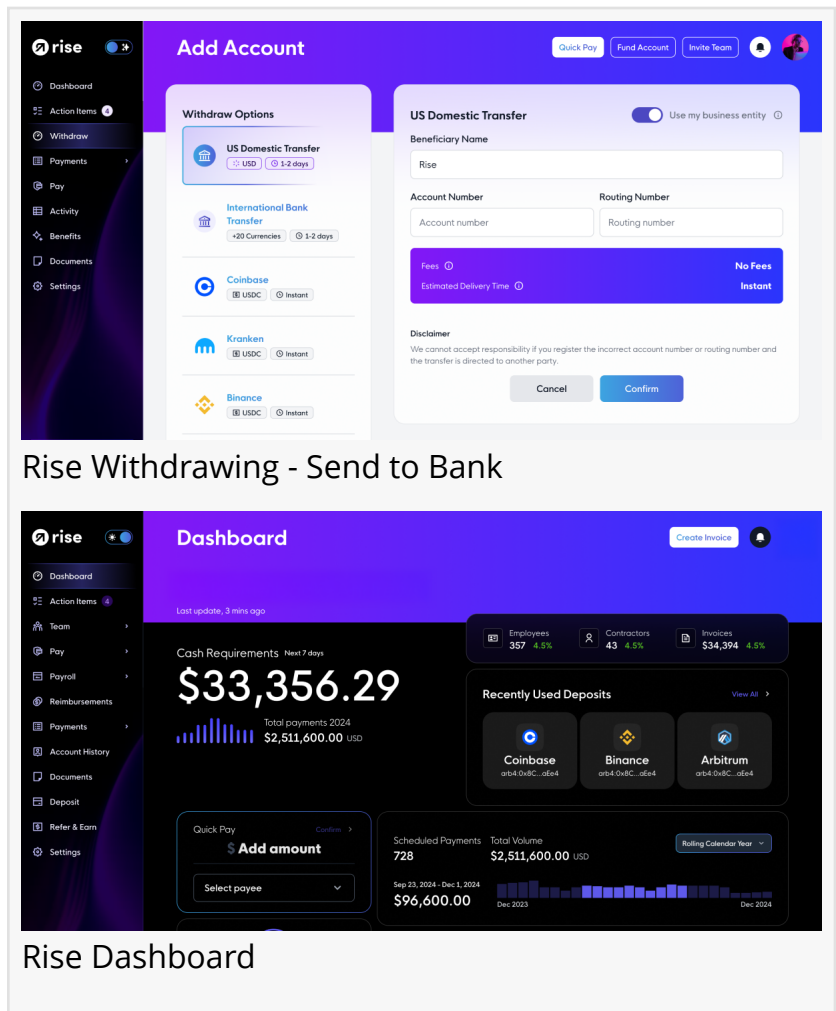 rise
Dashboard
Action Items 4
Withdraw
Payments
Pay
Activity
Benefits
Documents
Settings
Add Account
Quick Pay
Fund Account
Invite Team
Withdraw Options
US Domestic Transfer
USD
1-2 days
International Bank
Transfer
+20 Currencies
1-2 days
Coinbase
USDC
Instant
Kranken
USDC
Instant
Binance
USDC
Instant
US Domestic Transfer
Use my business entity
Beneficiary Name
Rise
Account Number
Routing Number
Account number
Routing number
Fees
No Fees
Estimated Delivery Time
Instant
Disclaimer
We cannot accept responsibility if you register the incorrect account number or routing number and
the transfer is directed to another party.
Cancel
Confirm
Rise Withdrawing - Send to Bank
rise
Dashboard
Action Items 4
Team
Pay
Payroll
Reimbursements
Payments
Account History
Documents
Deposit
Refer & Earn
Settings
Dashboard
Create Invoice
Last update, 3 mins ago
Employees
357 4.5%
Contractors
43 4.5%
Invoices
$34,394 4.5%
Cash Requirements Next 7 days
$33,356.29
Total payments 2024
$2,511,600.00 USD
Recently Used Deposits
View All
Coinbase
arb4:0x8C...aEe4
Binance
arb4:0x8C...aEe4
Arbitrum
arb4:0x8C...aEe4
Quick Pay
Confirm
$ Add amount
Select payee
Scheduled Payments
728
Total Volume
$2,511,600.00 USD
Rolling Calendar Year
Sep 23, 2024 - Dec 1, 2024
$96,600.00
Dec 2023
Dec 2024
Rise Dashboard